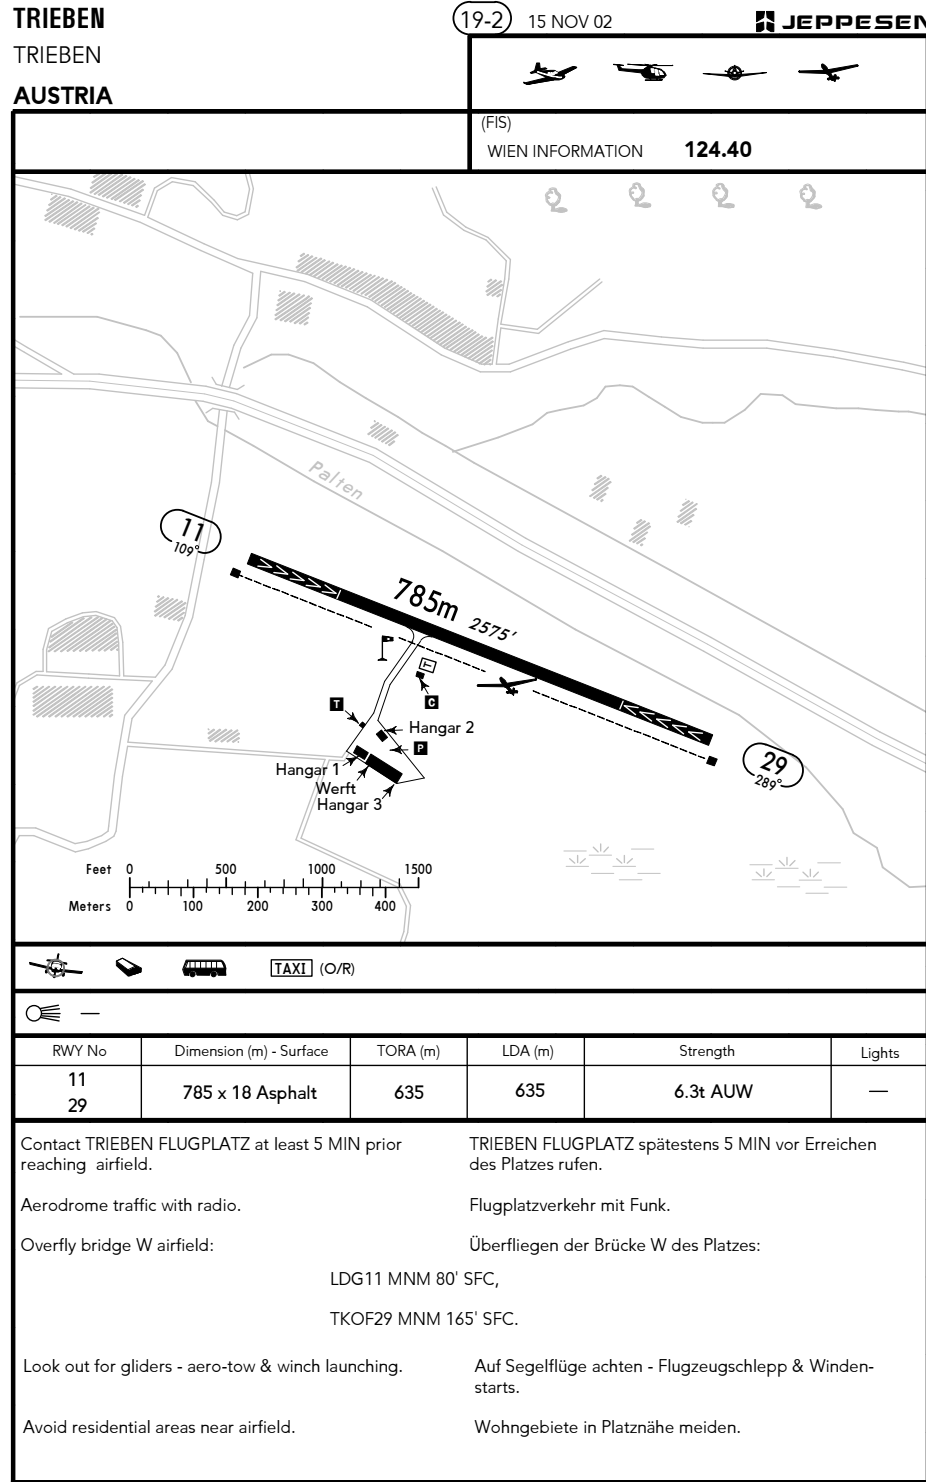 TRIEBEN
19-2 15 NOV 02 JEPPESEN
TRIEBEN
AUSTRIA
(FIS)
WIEN INFORMATION 124.40
Palten
11
109°
785m 2575'
T
C
T
Hangar 2
P
Hangar 1
Werft
Hangar 3
29
289°
Feet 0 500 1000 1500
Meters 0 100 200 300 400
TAXI (O/R)
—
RWY No Dimension (m) - Surface TORA (m) LDA (m) Strength Lights
11
29 785 x 18 Asphalt 635 635 6.3t AUW —
Contact TRIEBEN FLUGPLATZ at least 5 MIN prior
reaching airfield.
TRIEBEN FLUGPLATZ spätestens 5 MIN vor Erreichen
des Platzes rufen.
Aerodrome traffic with radio.
Flugplatzverkehr mit Funk.
Overfly bridge W airfield:
Überfliegen der Brücke W des Platzes:
LDG11 MNM 80' SFC,
TKOF29 MNM 165' SFC.
Look out for gliders - aero-tow & winch launching.
Auf Segelflüge achten - Flugzeugschlepp & Winden-
starts.
Avoid residential areas near airfield.
Wohngebiete in Platznähe meiden.